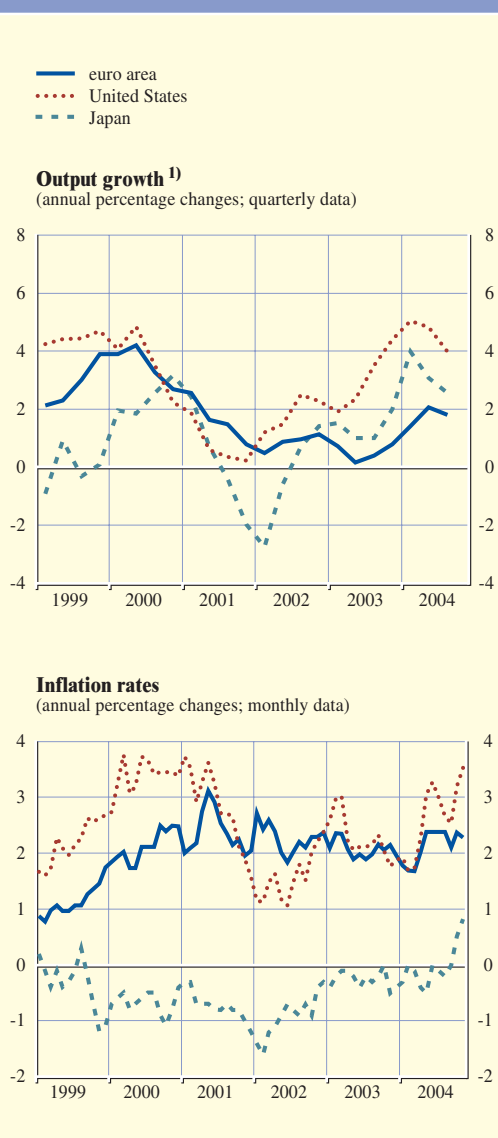 euro area
United States
Japan
Output growth 1)
(annual percentage changes; quarterly data)
8 8
6 6
4 4
2 2
0 0
-2 -2
-4 -4
1999 2000 2001 2002 2003 2004
Inflation rates
(annual percentage changes; monthly data)
4 4
3 3
2 2
1 1
0 0
-1 -1
-2 -2
1999 2000 2001 2002 2003 2004